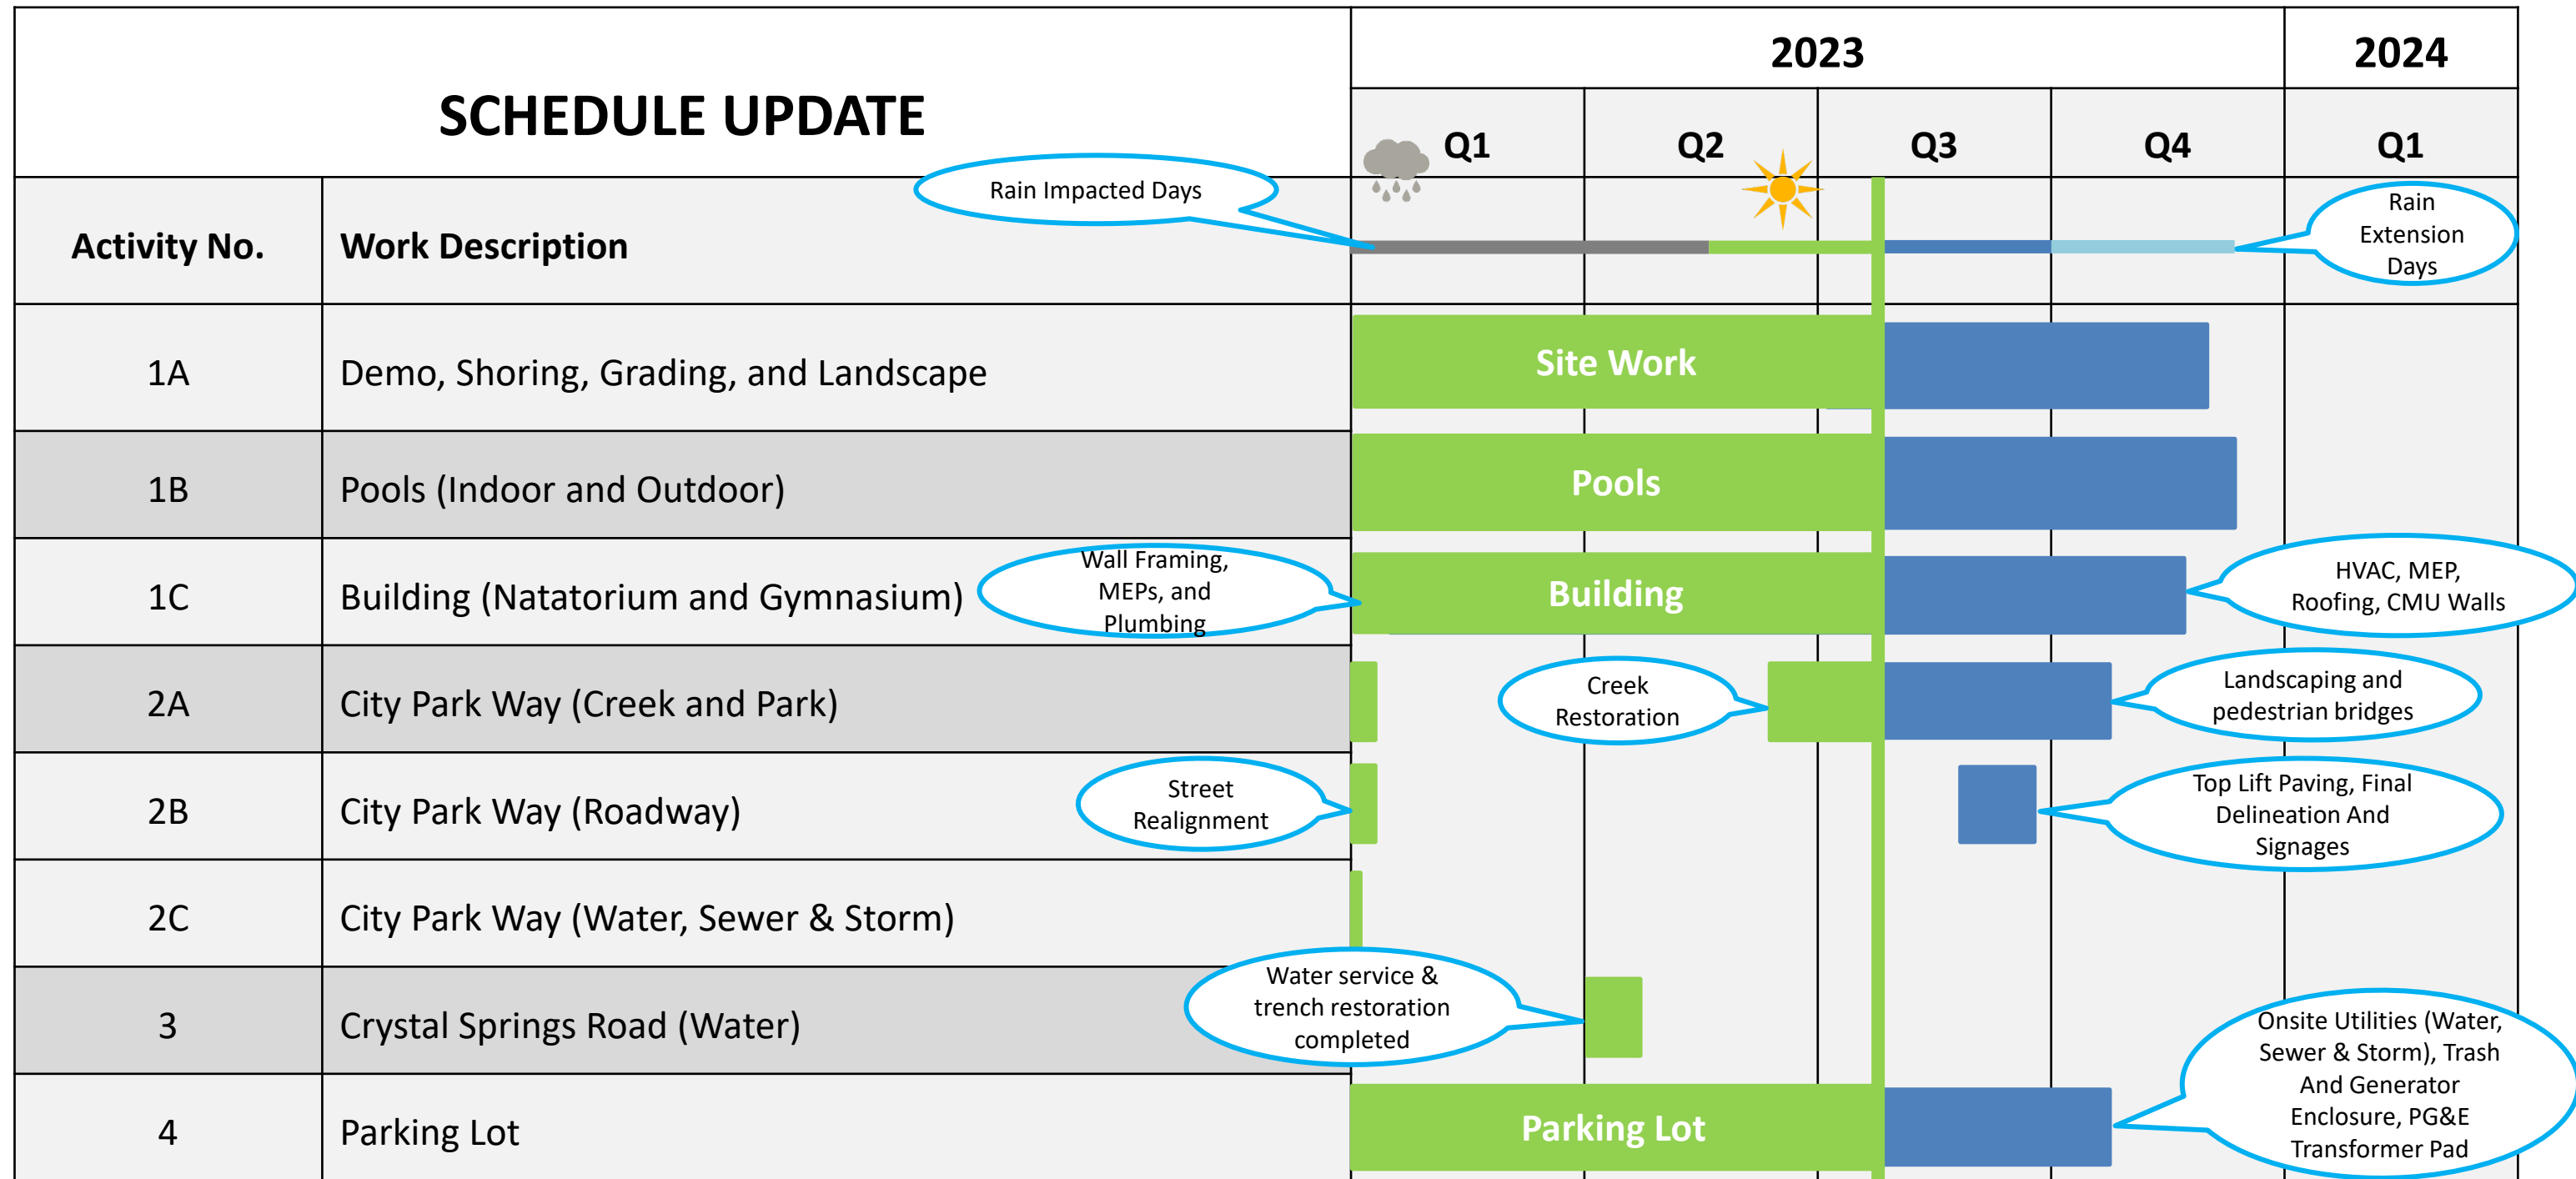 SCHEDULE UPDATE
2023
2024
Q1
Q2
Q3
Q4
Q1
Activity No.
Work Description
Rain Impacted Days
Rain
Extension
Days
1A
Demo, Shoring, Grading, and Landscape
Site Work
1B
Pools (Indoor and Outdoor)
Pools
1C
Building (Natatorium and Gymnasium)
Wall Framing,
MEPs, and
Plumbing
Building
HVAC, MEP,
Roofing, CMU Walls
2A
City Park Way (Creek and Park)
Creek
Restoration
Landscaping and
pedestrian bridges
2B
City Park Way (Roadway)
Street
Realignment
Top Lift Paving, Final
Delineation And
Signages
2C
City Park Way (Water, Sewer & Storm)
3
Crystal Springs Road (Water)
Water service &
trench restoration
completed
4
Parking Lot
Parking Lot
Onsite Utilities (Water,
Sewer & Storm), Trash
And Generator
Enclosure, PG&E
Transformer Pad